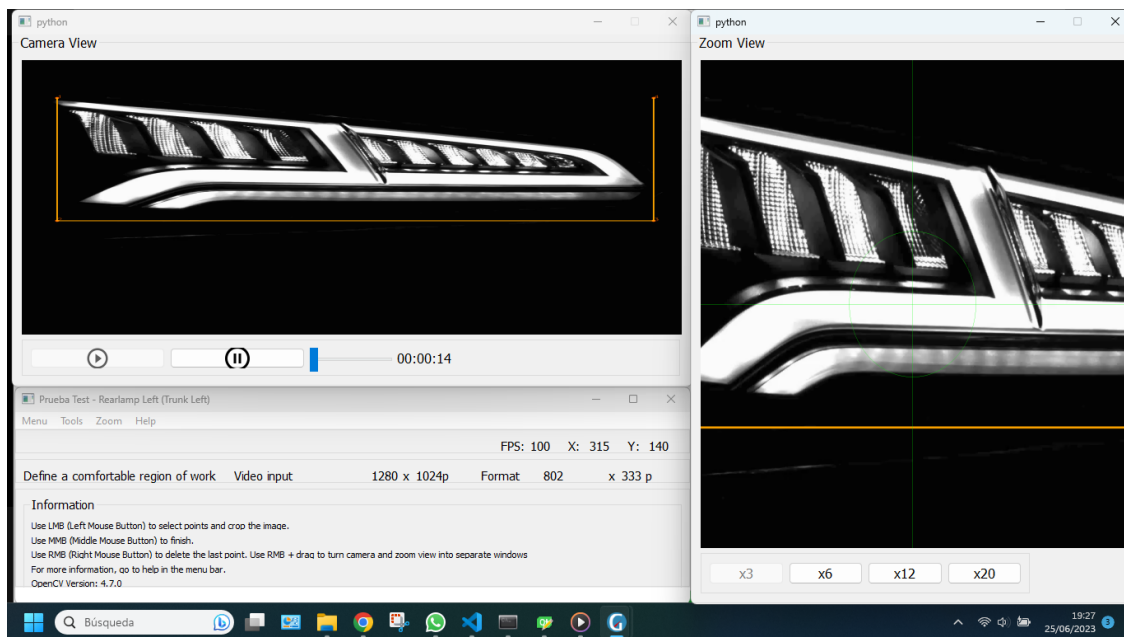 python
Camera View
00:00:14
python
Zoom View
x3 x6 x12 x20
Prueba Test - Rearlamp Left (Trunk Left)
Menu Tools Zoom Help
FPS: 100 X: 315 Y: 140
Define a comfortable region of work Video input 1280 x 1024p Format 802 x 333 p
Information
Use LMB (Left Mouse Button) to select points and crop the image.
Use MMB (Middle Mouse Button) to finish.
Use RMB (Right Mouse Button) to delete the last point. Use RMB + drag to turn camera and zoom view into separate windows
For more information, go to help in the menu bar.
OpenCV Version: 4.7.0
Búsqueda
19:27
25/06/2023
3